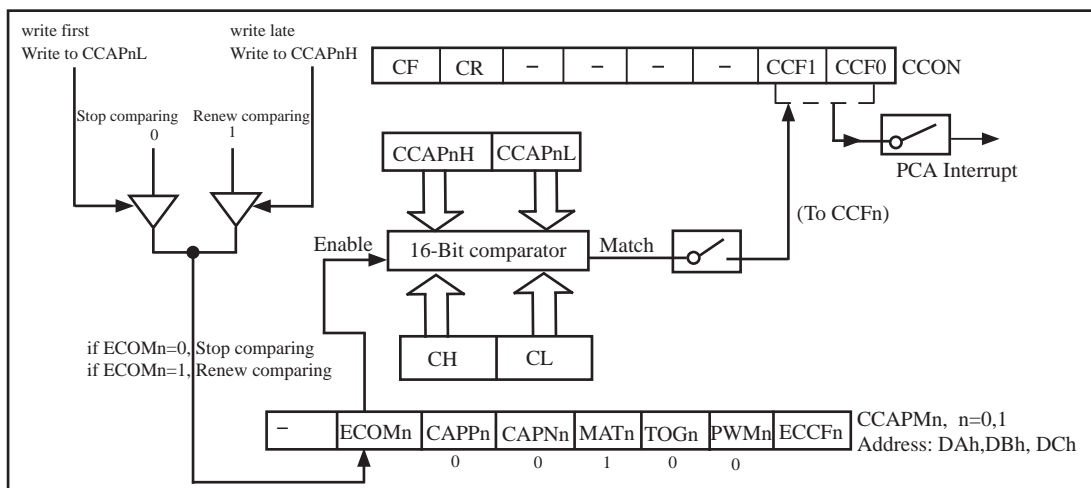 write first
Write to CCAPnL
write late
Write to CCAPnH
CF CR – – – – CCF1 CCF0 CCON
Stop comparing
0
Renew comparing
1
CCAPnH CCAPnL
PCA Interrupt
(To CCFn)
Enable
16-Bit comparator
Match
if ECOMn=0, Stop comparing
if ECOMn=1, Renew comparing
CH CL
– ECOMn CAPPn CAPNn MATn TOGn PWMn ECCFn
CCAPMn, n=0,1
Address: DAh,DBh, DCh
0 0 1 0 0